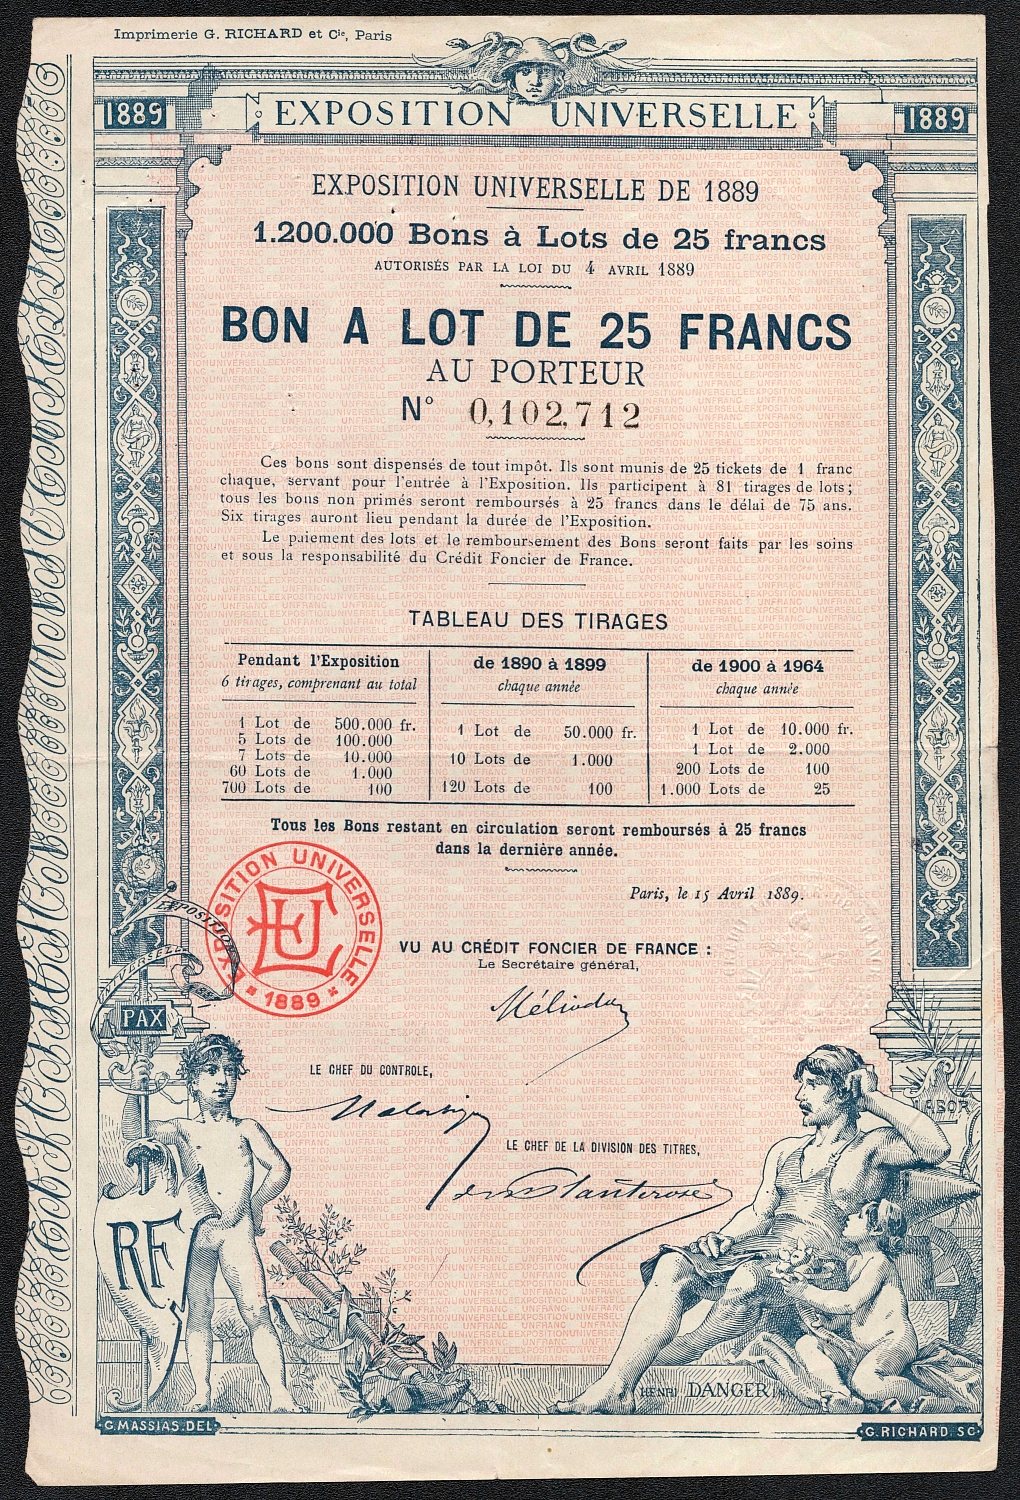 Imprimerie G. RICHARD et Cie, Paris
1889
EXPOSITION UNIVERSELLE
1889
EXPOSITION UNIVERSELLE DE 1889
1.200.000 Bons à Lots de 25 francs
AUTORISÉS PAR LA LOI DU 4 AVRIL 1889
BON A LOT DE 25 FRANCS
AU PORTEUR
N° 0,102,712
Ces bons sont dispensés de tout impôt. Ils sont munis de 25 tickets de 1 franc
chaque, servant pour l'entrée à l'Exposition. Ils participent à 81 tirages de lots;
tous les bons non primés seront remboursés à 25 francs dans le délai de 75 ans.
Six tirages auront lieu pendant la durée de l'Exposition.
Le paiement des lots et le remboursement des Bons seront faits par les soins
et sous la responsabilité du Crédit Foncier de France.
TABLEAU DES TIRAGES
Pendant l'Exposition
6 tirages, comprenant au total
1 Lot de 500.000 fr.
5 Lots de 100.000
7 Lots de 10.000
60 Lots de 1.000
700 Lots de 100
de 1890 à 1899
chaque année
1 Lot de 50.000 fr.
10 Lots de 1.000
120 Lots de 100
de 1900 à 1964
chaque année
1 Lot de 10.000 fr.
1 Lot de 2.000
200 Lots de 100
1.000 Lots de 25
Tous les Bons restant en circulation seront remboursés à 25 francs
dans la dernière année.
Paris, le 15 Avril 1889.
EXPOSITION UNIVERSELLE
EU
* 1889 *
EXPOSITION
UNIVERSELLE
1889
PAX
VU AU CRÉDIT FONCIER DE FRANCE :
Le Secrétaire général,
LE CHEF DU CONTROLE,
LE CHEF DE LA DIVISION DES TITRES,
LABOR
RF
HENRI DANGER
G. MASSIAS. DEL
G. RICHARD. SC